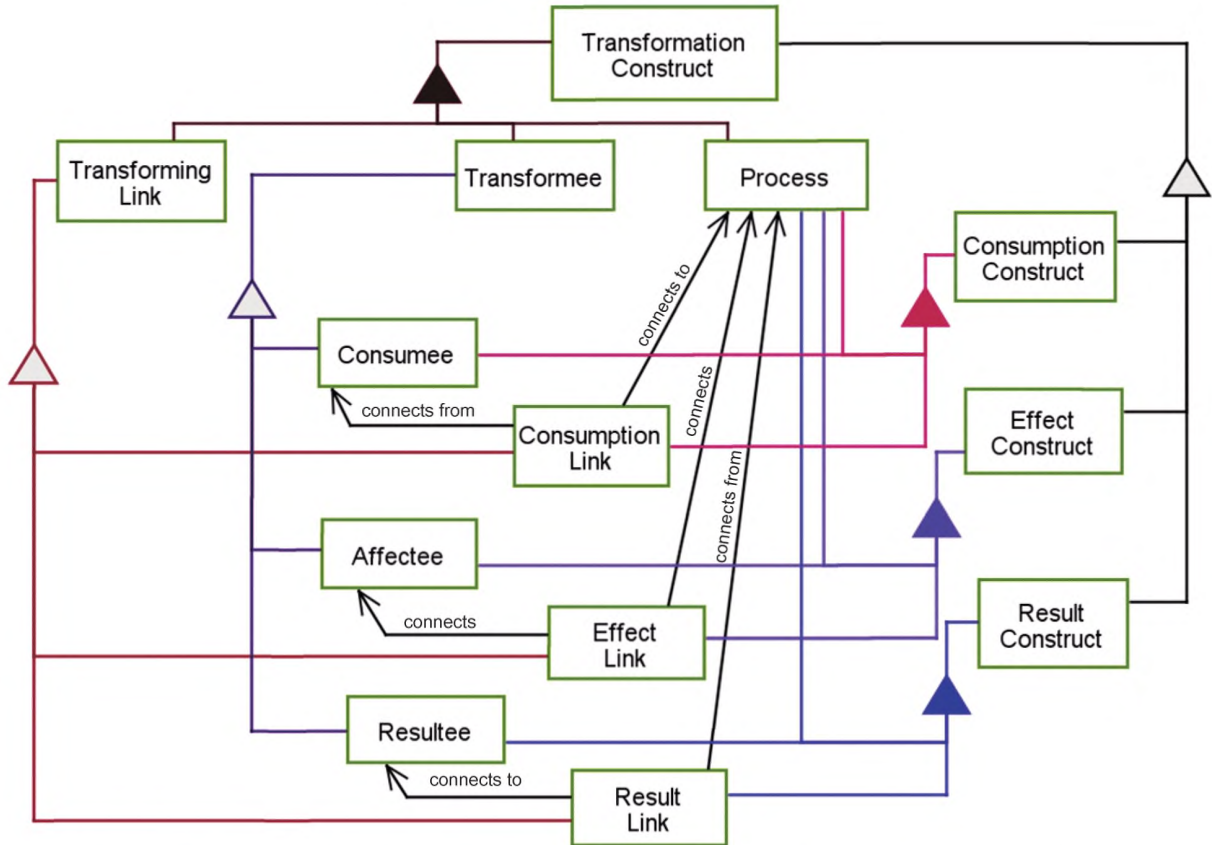 Transformation
Construct
Transforming
Link
Transformee
Process
Consumption
Construct
connects to
Consumee
connects from
Consumption
Link
connects
Effect
Construct
connects from
Affectee
connects
Effect
Link
Result
Construct
Resultee
connects to
Result
Link